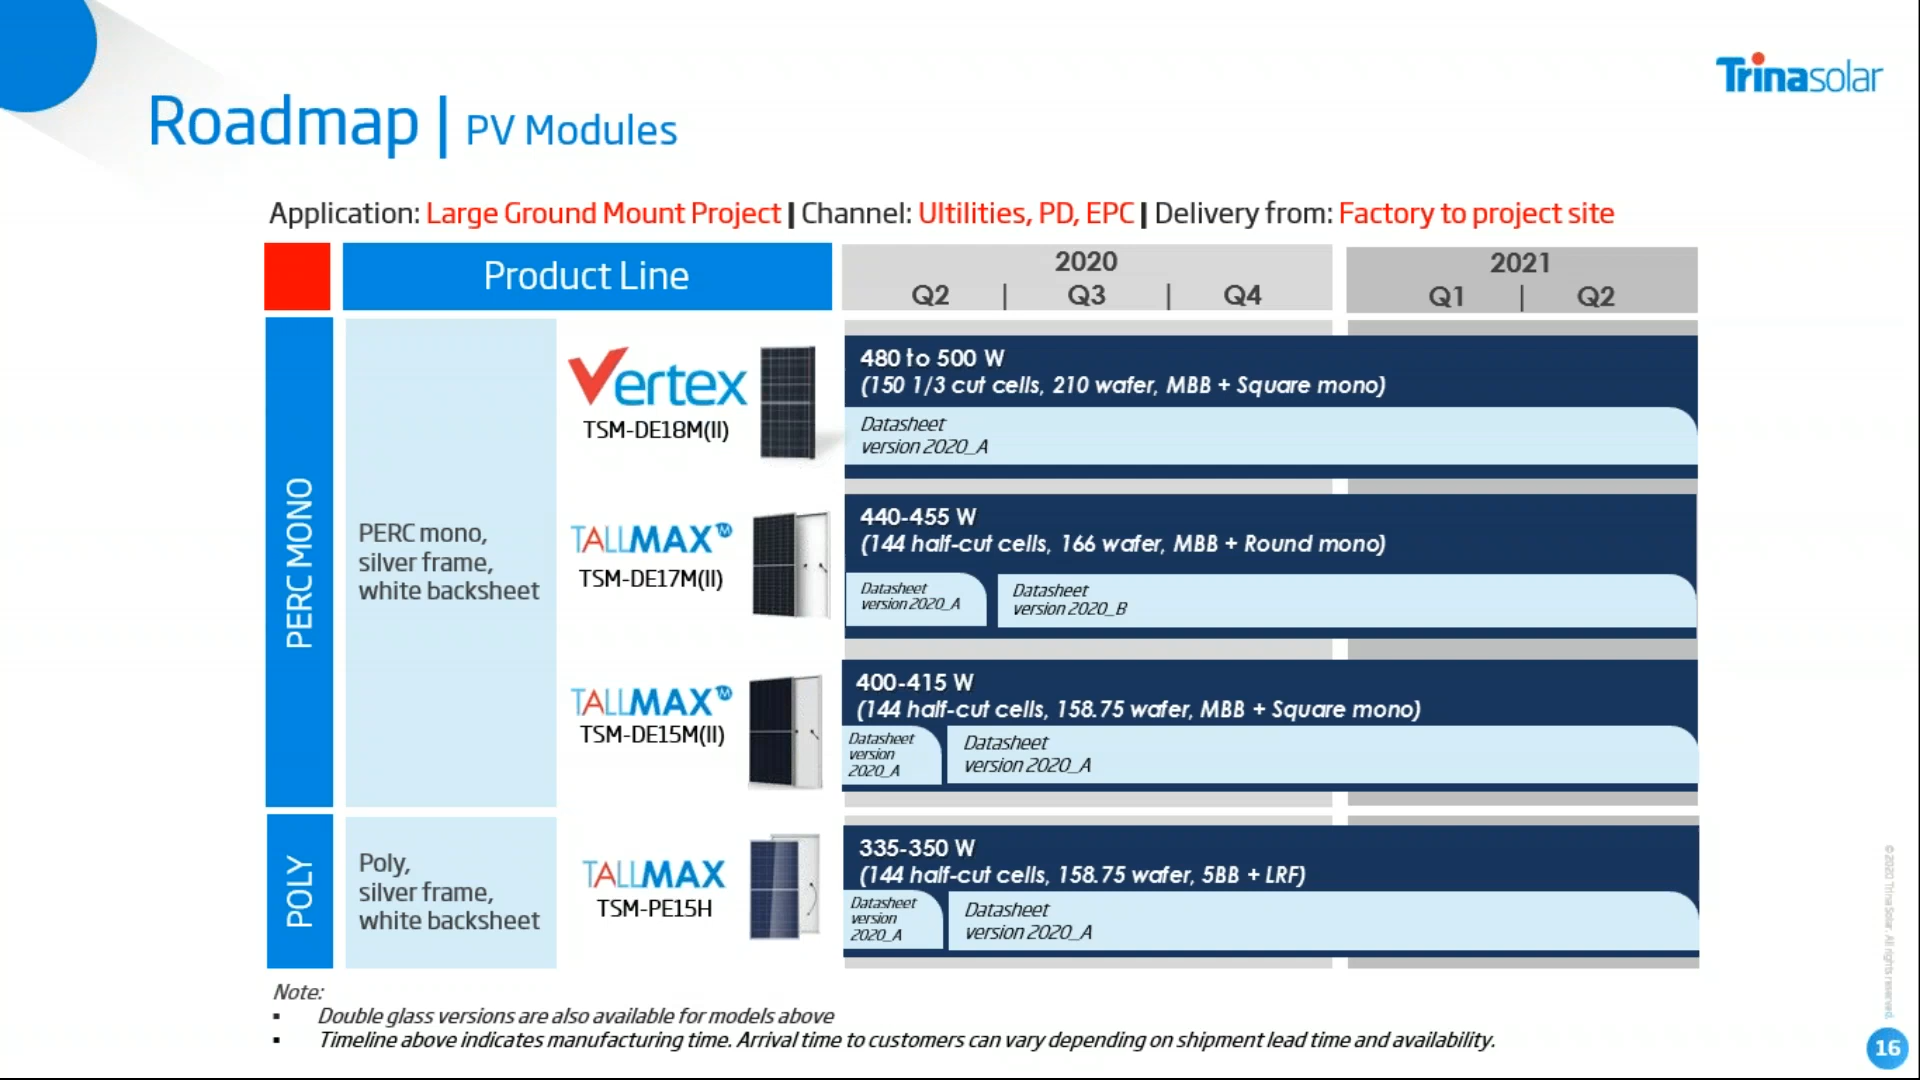 Trinasolar
Roadmap | PV Modules
Application: Large Ground Mount Project | Channel: Ultilities, PD, EPC | Delivery from: Factory to project site
Product Line
2020
Q2 | Q3 | Q4
2021
Q1 | Q2
PERC MONO
PERC mono,
silver frame,
white backsheet
Vertex
TSM-DE18M(II)
480 to 500 W
(150 1/3 cut cells, 210 wafer, MBB + Square mono)
Datasheet
version 2020_A
TALLMAX M
TSM-DE17M(II)
440-455 W
(144 half-cut cells, 166 wafer, MBB + Round mono)
Datasheet
version 2020_A
Datasheet
version 2020_B
TALLMAX M
TSM-DE15M(II)
400-415 W
(144 half-cut cells, 158.75 wafer, MBB + Square mono)
Datasheet
version
2020_A
Datasheet
version 2020_A
POLY
Poly,
silver frame,
white backsheet
TALLMAX
TSM-PE15H
335-350 W
(144 half-cut cells, 158.75 wafer, 5BB + LRF)
Datasheet
version
2020_A
Datasheet
version 2020_A
Note:
▪ Double glass versions are also available for models above
▪ Timeline above indicates manufacturing time. Arrival time to customers can vary depending on shipment lead time and availability.
© 2020 Trina Solar. All rights reserved.
16